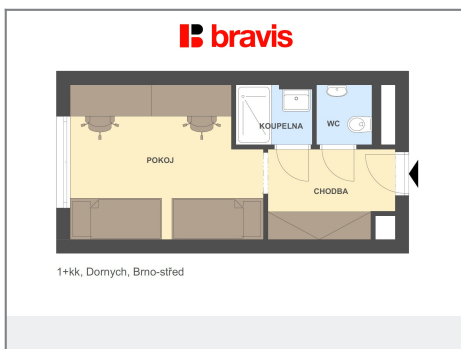 bravis
KOUPELNA
WC
POKOJ
CHODBA
1+kk, Dornych, Brno-střed